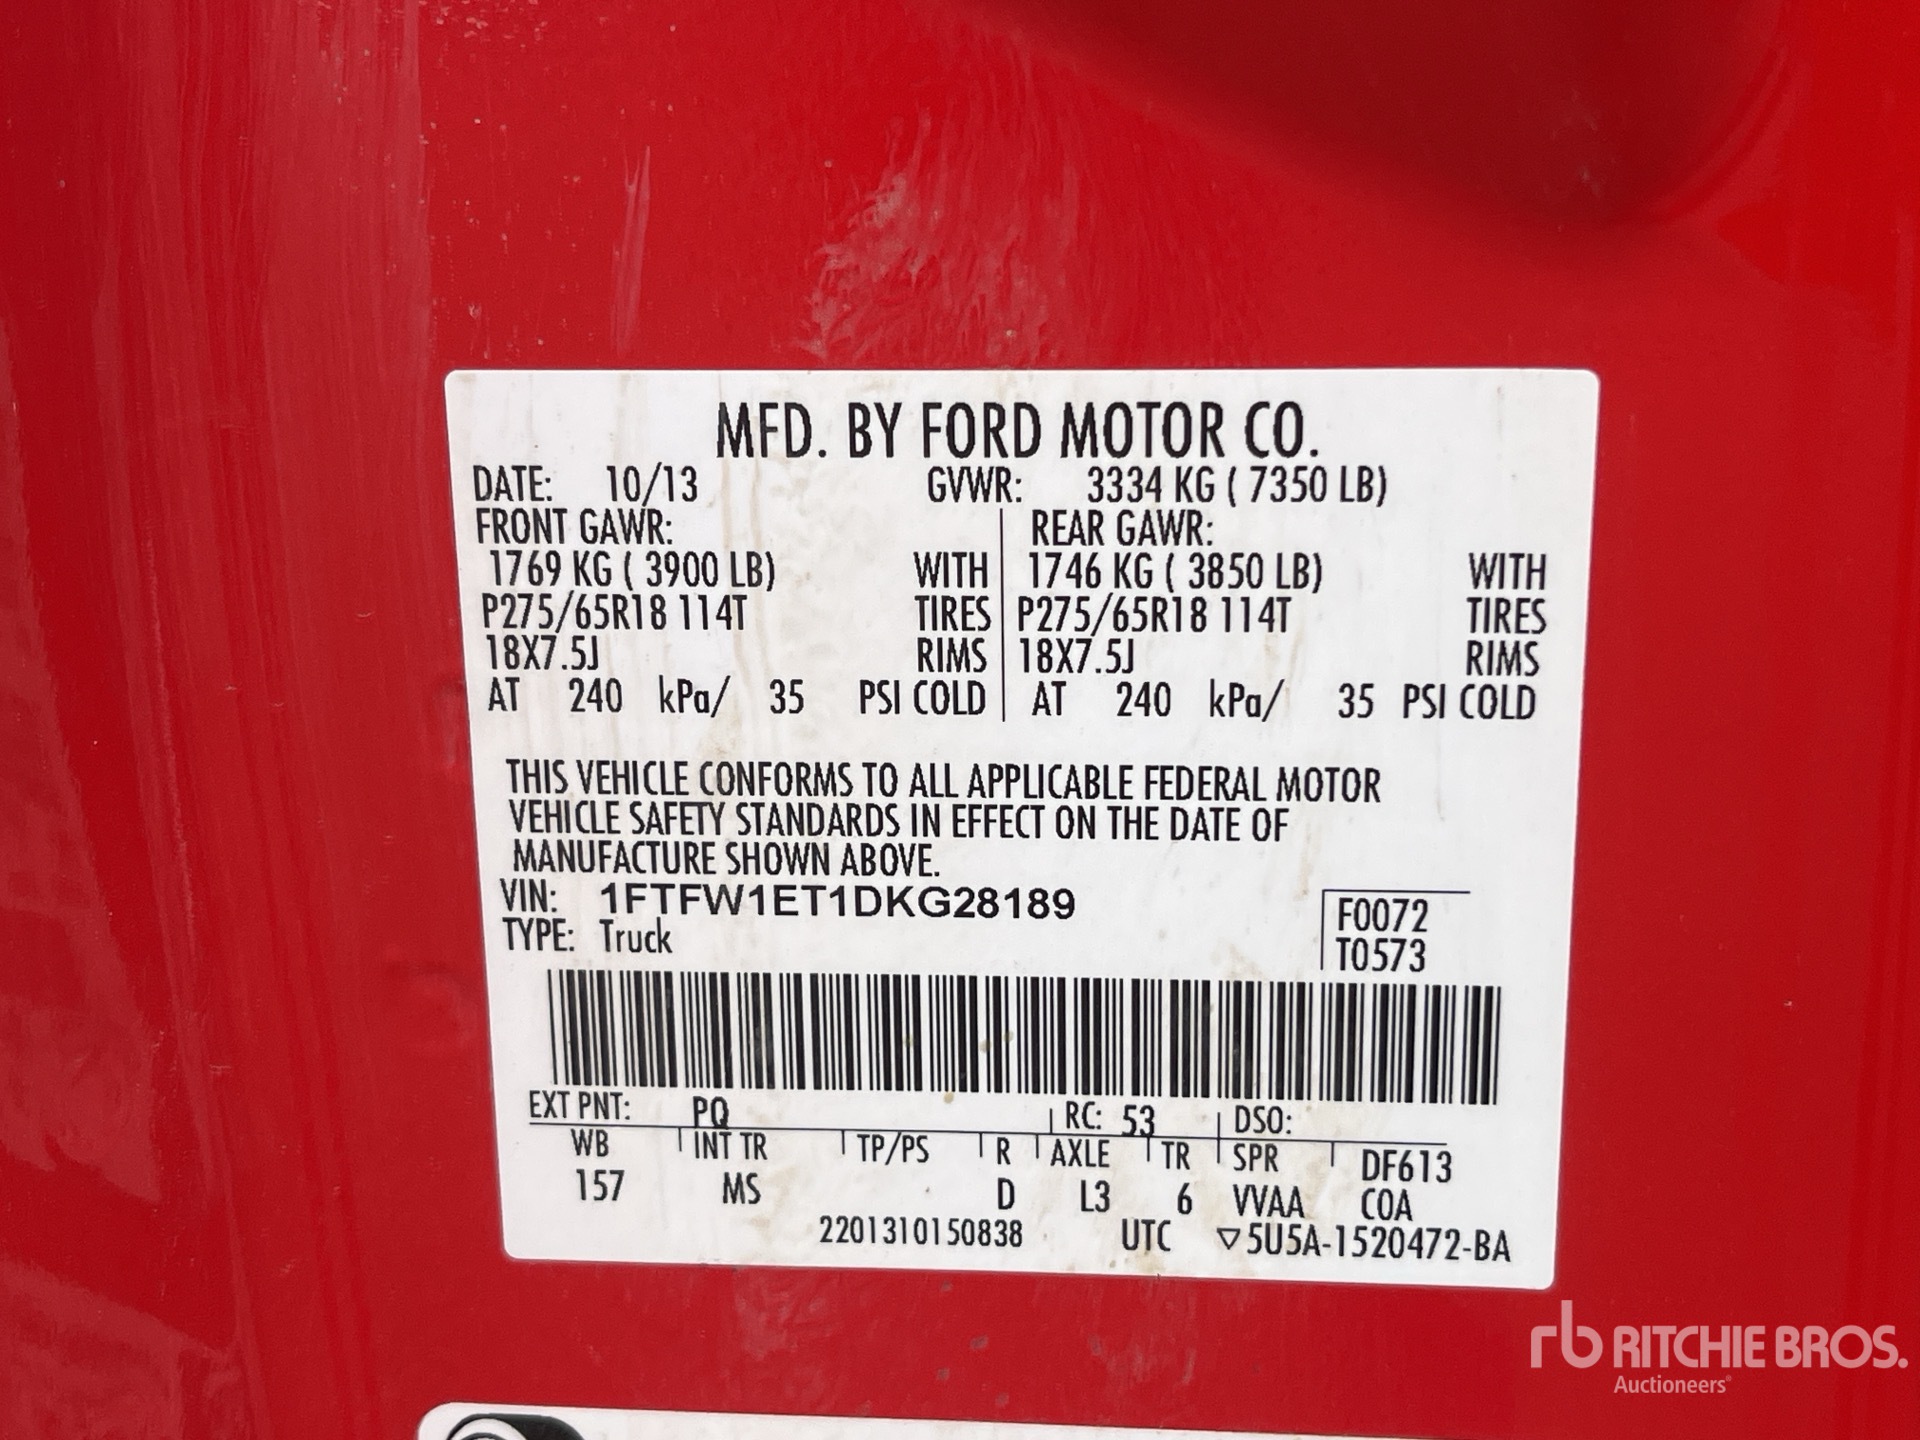 MFD. BY FORD MOTOR CO.
DATE: 10/13 GVWR: 3334 KG ( 7350 LB)
FRONT GAWR: REAR GAWR:
1769 KG ( 3900 LB) WITH 1746 KG ( 3850 LB) WITH
P275/65R18 114T TIRES P275/65R18 114T TIRES
18X7.5J RIMS 18X7.5J RIMS
AT 240 kPa/ 35 PSI COLD AT 240 kPa/ 35 PSI COLD
THIS VEHICLE CONFORMS TO ALL APPLICABLE FEDERAL MOTOR
VEHICLE SAFETY STANDARDS IN EFFECT ON THE DATE OF
MANUFACTURE SHOWN ABOVE.
VIN: 1FTFW1ET1DKG28189 F0072
TYPE: Truck T0573
EXT PNT: PQ RC: 53 DSO:
WB INT TR TP/PS R AXLE TR SPR DF613
157 MS D L3 6 VVAA COA
2201310150838 UTC ▽5U5A-1520472-BA
rb RITCHIE BROS.
Auctioneers®